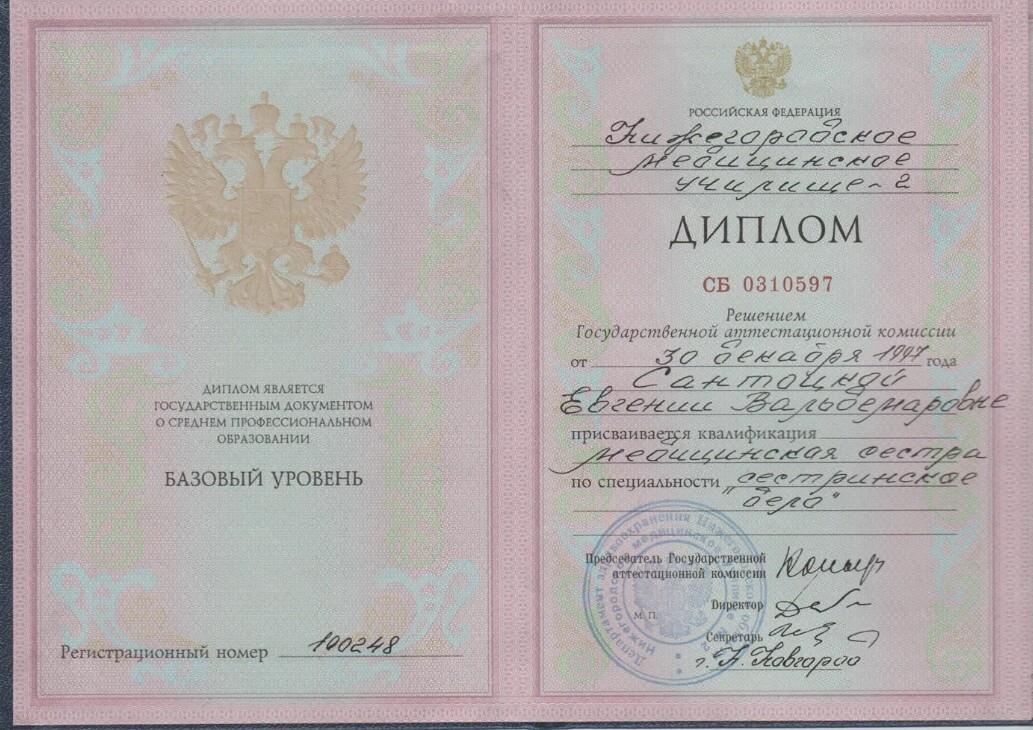 ДИПЛОМ ЯВЛЯЕТСЯ
ГОСУДАРСТВЕННЫМ ДОКУМЕНТОМ
О СРЕДНЕМ ПРОФЕССИОНАЛЬНОМ
ОБРАЗОВАНИИ
БАЗОВЫЙ УРОВЕНЬ
Регистрационный номер 190248
РОССИЙСКАЯ ФЕДЕРАЦИЯ
Нижегородское
медицинское
училище-2
ДИПЛОМ
СБ 0310597
Решением
Государственной аттестационной комиссии
от 30 декабря 1997 года
Сантоцкой
Евгении Вальдемаровне
присваивается квалификация
медицинская сестра
по специальности "сестринское
дело"
Председатель Государственной
аттестационной комиссии
Директор
М. П.
Секретарь
г. Н. Новгород